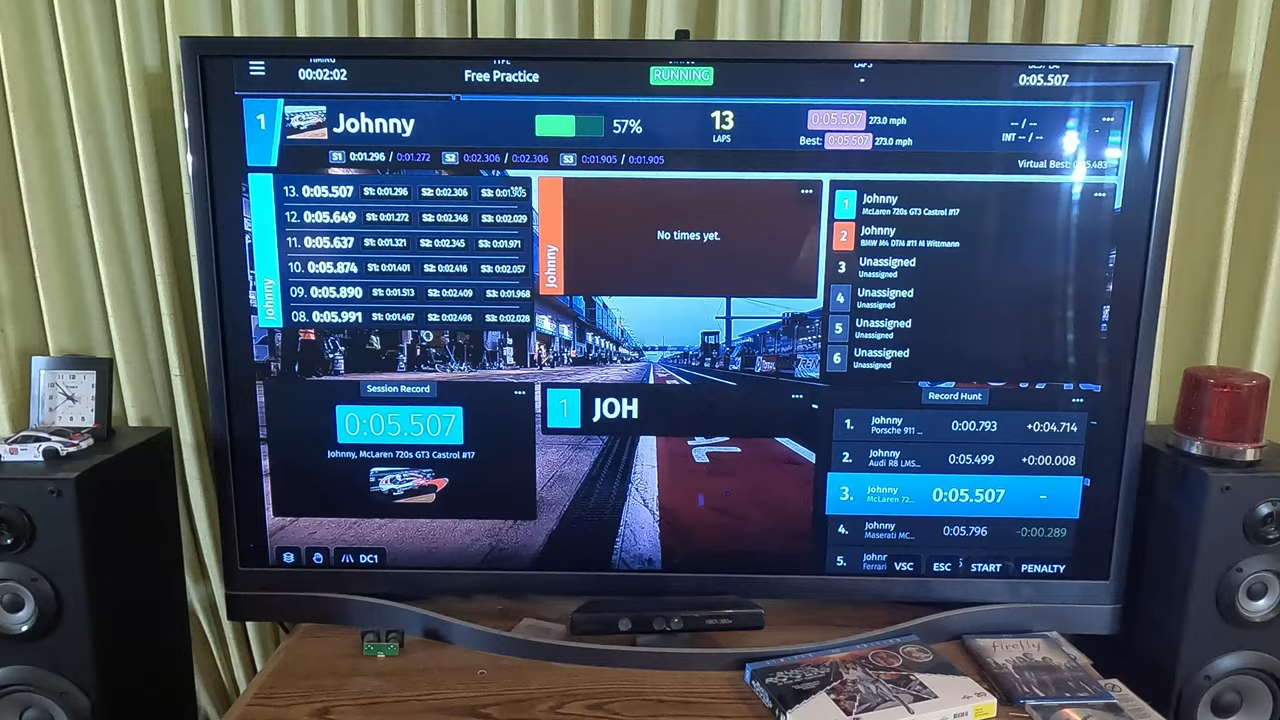 TIMING
TYPE
LAPS
00:02:02
Free Practice
RUNNING
-
0:05.507
1
Johnny
57%
13
LAPS
0:05.507 273.0 mph
Best: 0:05.507 273.0 mph
-- / --
INT -- / --
-
S1 0:01.296 / 0:01.272 S2 0:02.306 / 0:02.306 S3 0:01.905 / 0:01.905
Virtual Best:
13. 0:05.507 S1: 0:01.296 S2: 0:02.306 S3: 0:01.905
12. 0:05.649 S1: 0:01.272 S2: 0:02.348 S3: 0:02.029
11. 0:05.637 S1: 0:01.321 S2: 0:02.345 S3: 0:01.971
10. 0:05.874 S1: 0:01.401 S2: 0:02.416 S3: 0:02.057
09. 0:05.890 S1: 0:01.513 S2: 0:02.409 S3: 0:01.968
08. 0:05.991 S1: 0:01.467 S2: 0:02.496 S3: 0:02.028
Johnny
Johnny
No times yet.
1 Johnny
McLaren 720s GT3 Castrol #17
2 Johnny
BMW M4 DTM #11 M Wittmann
3 Unassigned
Unassigned
4 Unassigned
Unassigned
5 Unassigned
Unassigned
6 Unassigned
Unassigned
Session Record
0:05.507
Johnny, McLaren 720s GT3 Castrol #17
1 JOH
Record Hunt
1. Johnny 0:00.793 +0:04.714
Porsche 911 ...
2. Johnny 0:05.499 +0:00.008
Audi R8 LMS...
3. Johnny 0:05.507 -
McLaren 72...
4. Johnny 0:05.796 -0:00.289
Maserati MC...
5.
Ferrari
DC1
VSC ESC START PENALTY
XBOX 360
firefly